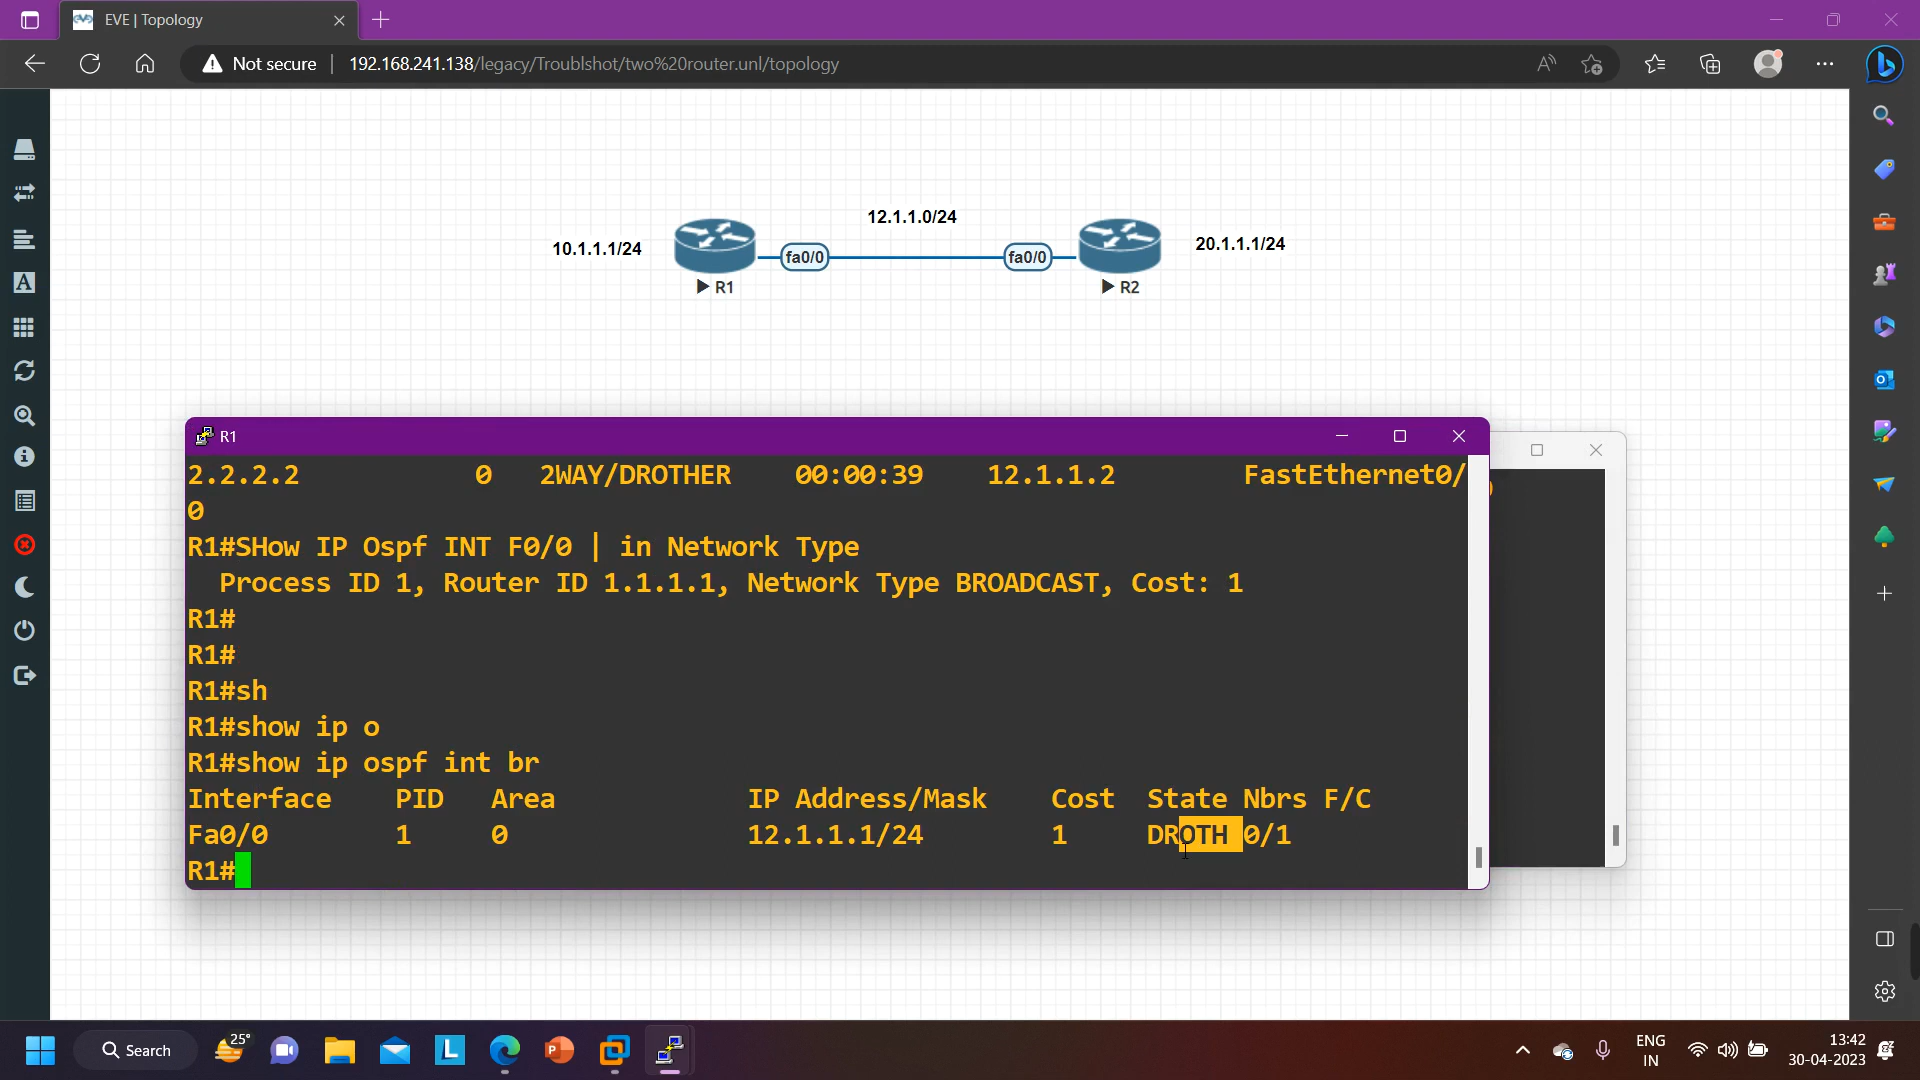 EVE | Topology
Not secure | 192.168.241.138/legacy/Troublshot/two%20router.unl/topology
12.1.1.0/24
10.1.1.1/24
fa0/0
fa0/0
20.1.1.1/24
R1
R2
R1
2.2.2.2 0 2WAY/DROTHER 00:00:39 12.1.1.2 FastEthernet0/
0
R1#SHow IP Ospf INT F0/0 | in Network Type
Process ID 1, Router ID 1.1.1.1, Network Type BROADCAST, Cost: 1
R1#
R1#
R1#sh
R1#show ip o
R1#show ip ospf int br
Interface PID Area IP Address/Mask Cost State Nbrs F/C
Fa0/0 1 0 12.1.1.1/24 1 DROTH 0/1
R1#
25°
Search
ENG
IN
13:42
30-04-2023